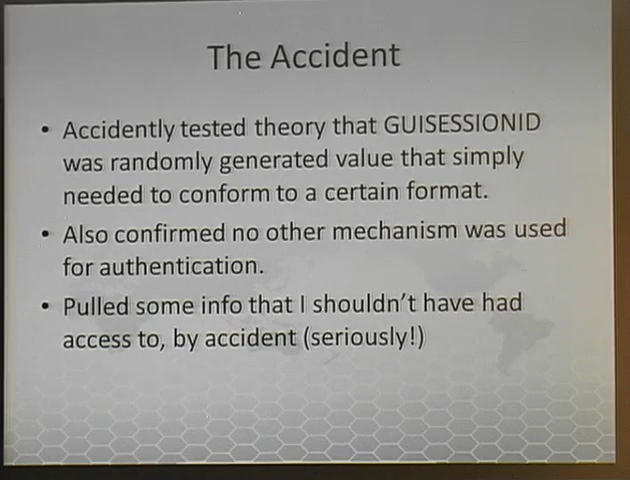 The Accident
• Accidently tested theory that GUISESSIONID
was randomly generated value that simply
needed to conform to a certain format.
• Also confirmed no other mechanism was used
for authentication.
• Pulled some info that I shouldn't have had
access to, by accident (seriously!)